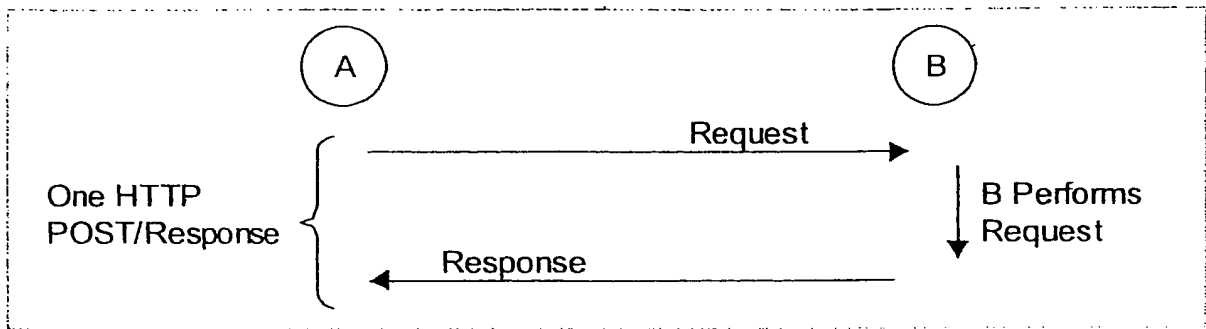 A
B
Request
One HTTP
POST/Response
B Performs
Request
Response